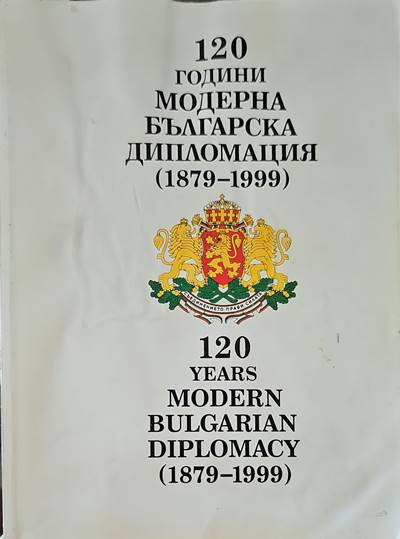 120
ГОДИНИ
МОДЕРНА
БЪЛГАРСКА
ДИПЛОМАЦИЯ
(1879–1999)
СЪЕДИНЕНИЕТО ПРАВИ СИЛАТА
120
YEARS
MODERN
BULGARIAN
DIPLOMACY
(1879–1999)